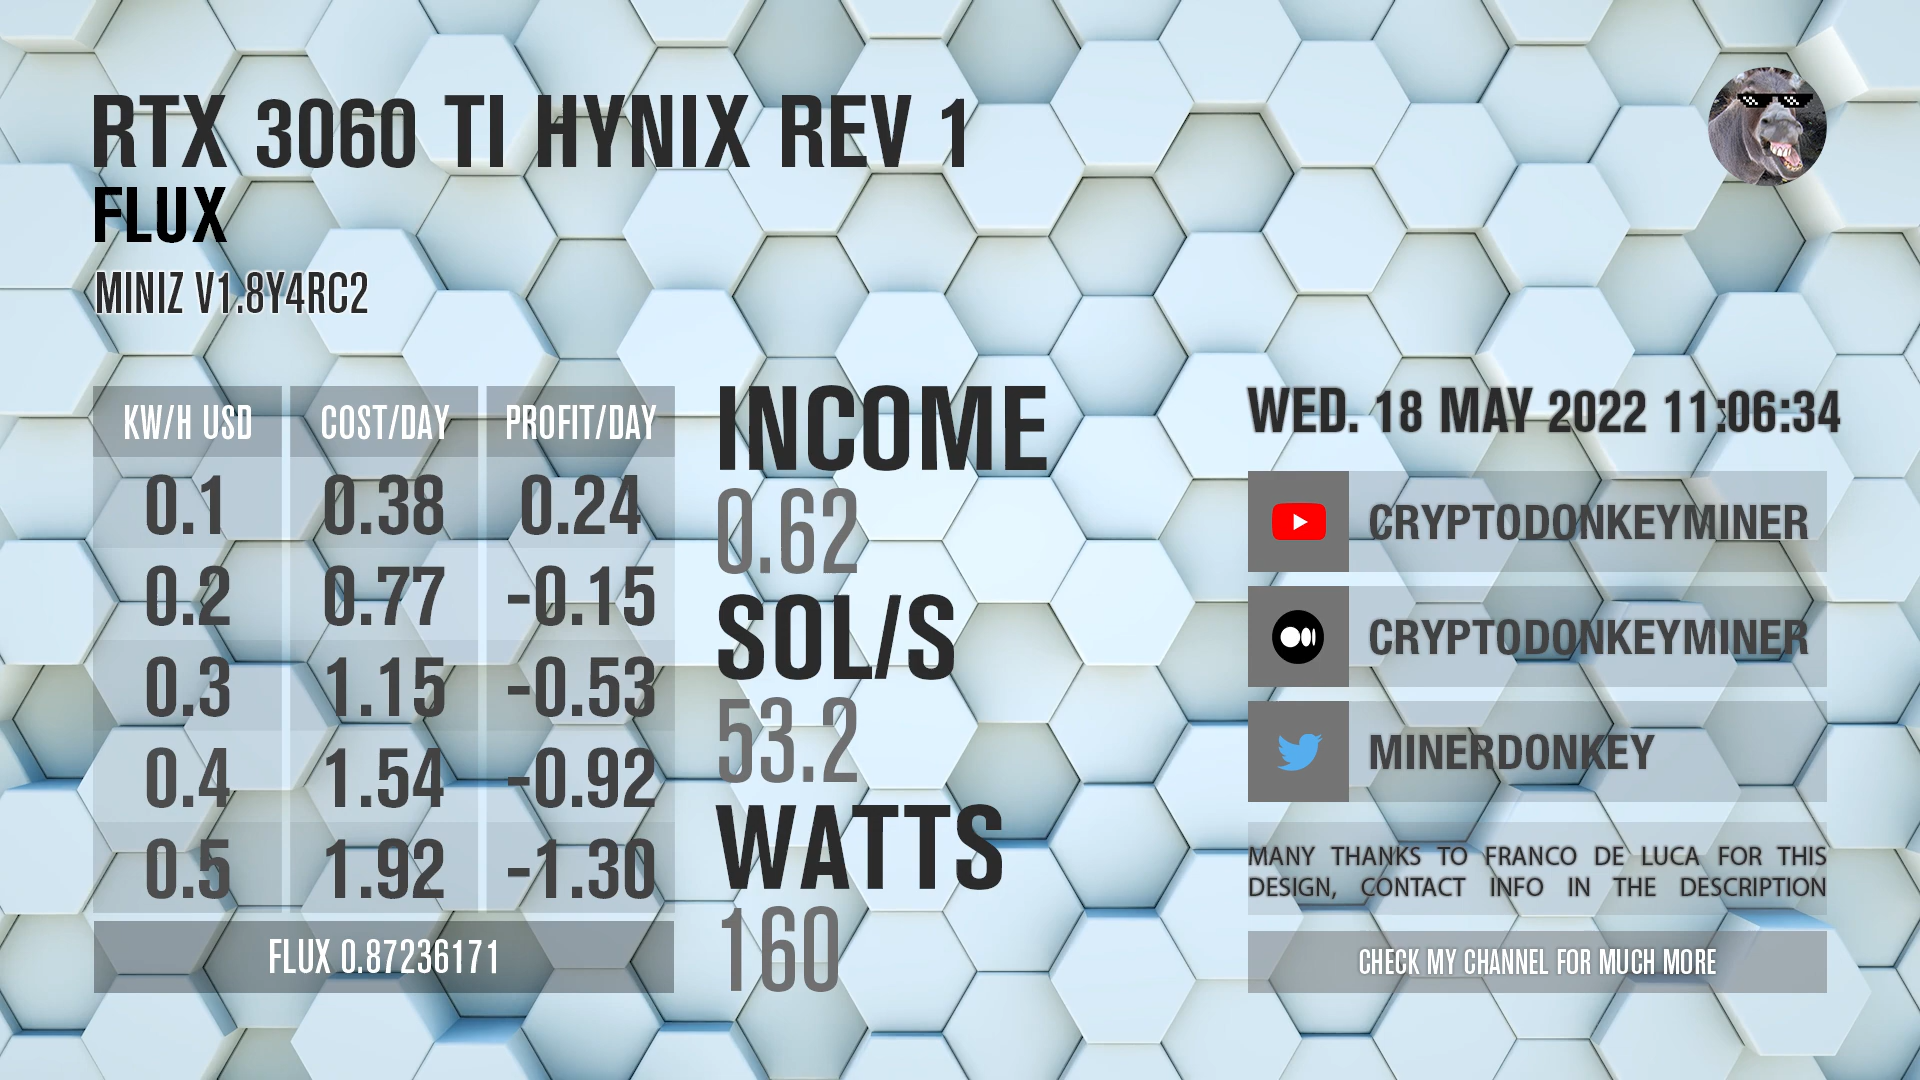 RTX 3060 TI HYNIX REV 1
FLUX
MINIZ V1.8Y4RC2
KW/H USD COST/DAY PROFIT/DAY
0.1 0.38 0.24
0.2 0.77 -0.15
0.3 1.15 -0.53
0.4 1.54 -0.92
0.5 1.92 -1.30
FLUX 0.87236171
INCOME
0.62
SOL/S
53.2
WATTS
160
WED. 18 MAY 2022 11:06:34
CRYPTODONKEYMINER
CRYPTODONKEYMINER
MINERDONKEY
MANY THANKS TO FRANCO DE LUCA FOR THIS
DESIGN, CONTACT INFO IN THE DESCRIPTION
CHECK MY CHANNEL FOR MUCH MORE